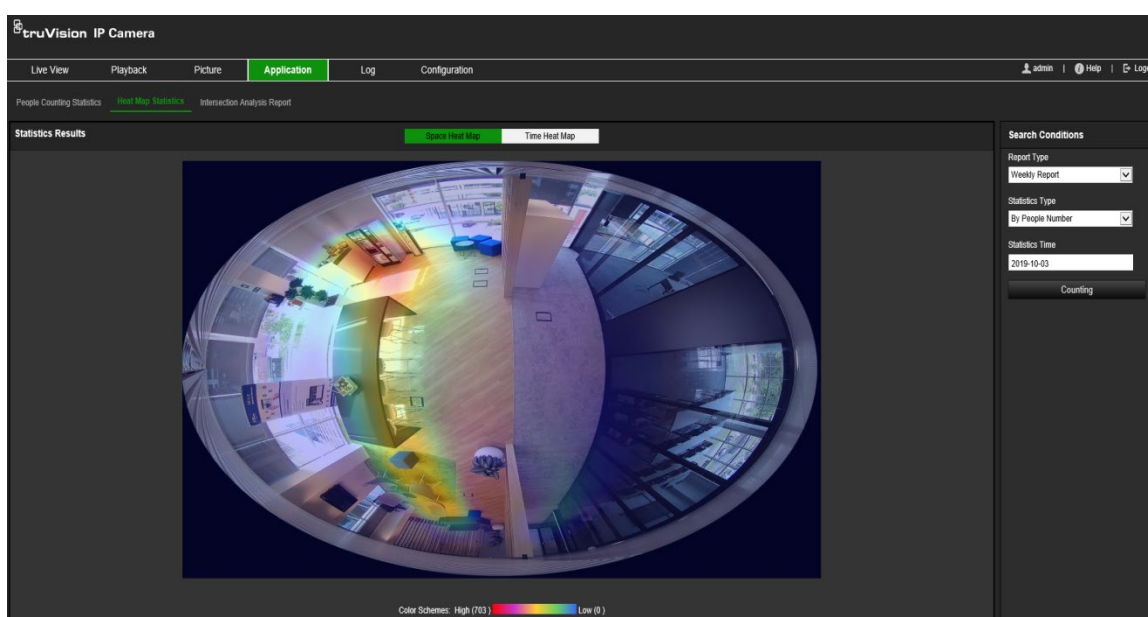 truVision IP Camera
Live View Playback Picture Application Log Configuration admin | Help |
People Counting Statistics Heat Map Statistics Intersection Analysis Report
Statistics Results Space Heat Map Time Heat Map Search Conditions
Report Type
Weekly Report
Statistics Type
By People Number
Statistics Time
2019-10-03
Counting
Color Schemes: High (703 ) Low (0 )